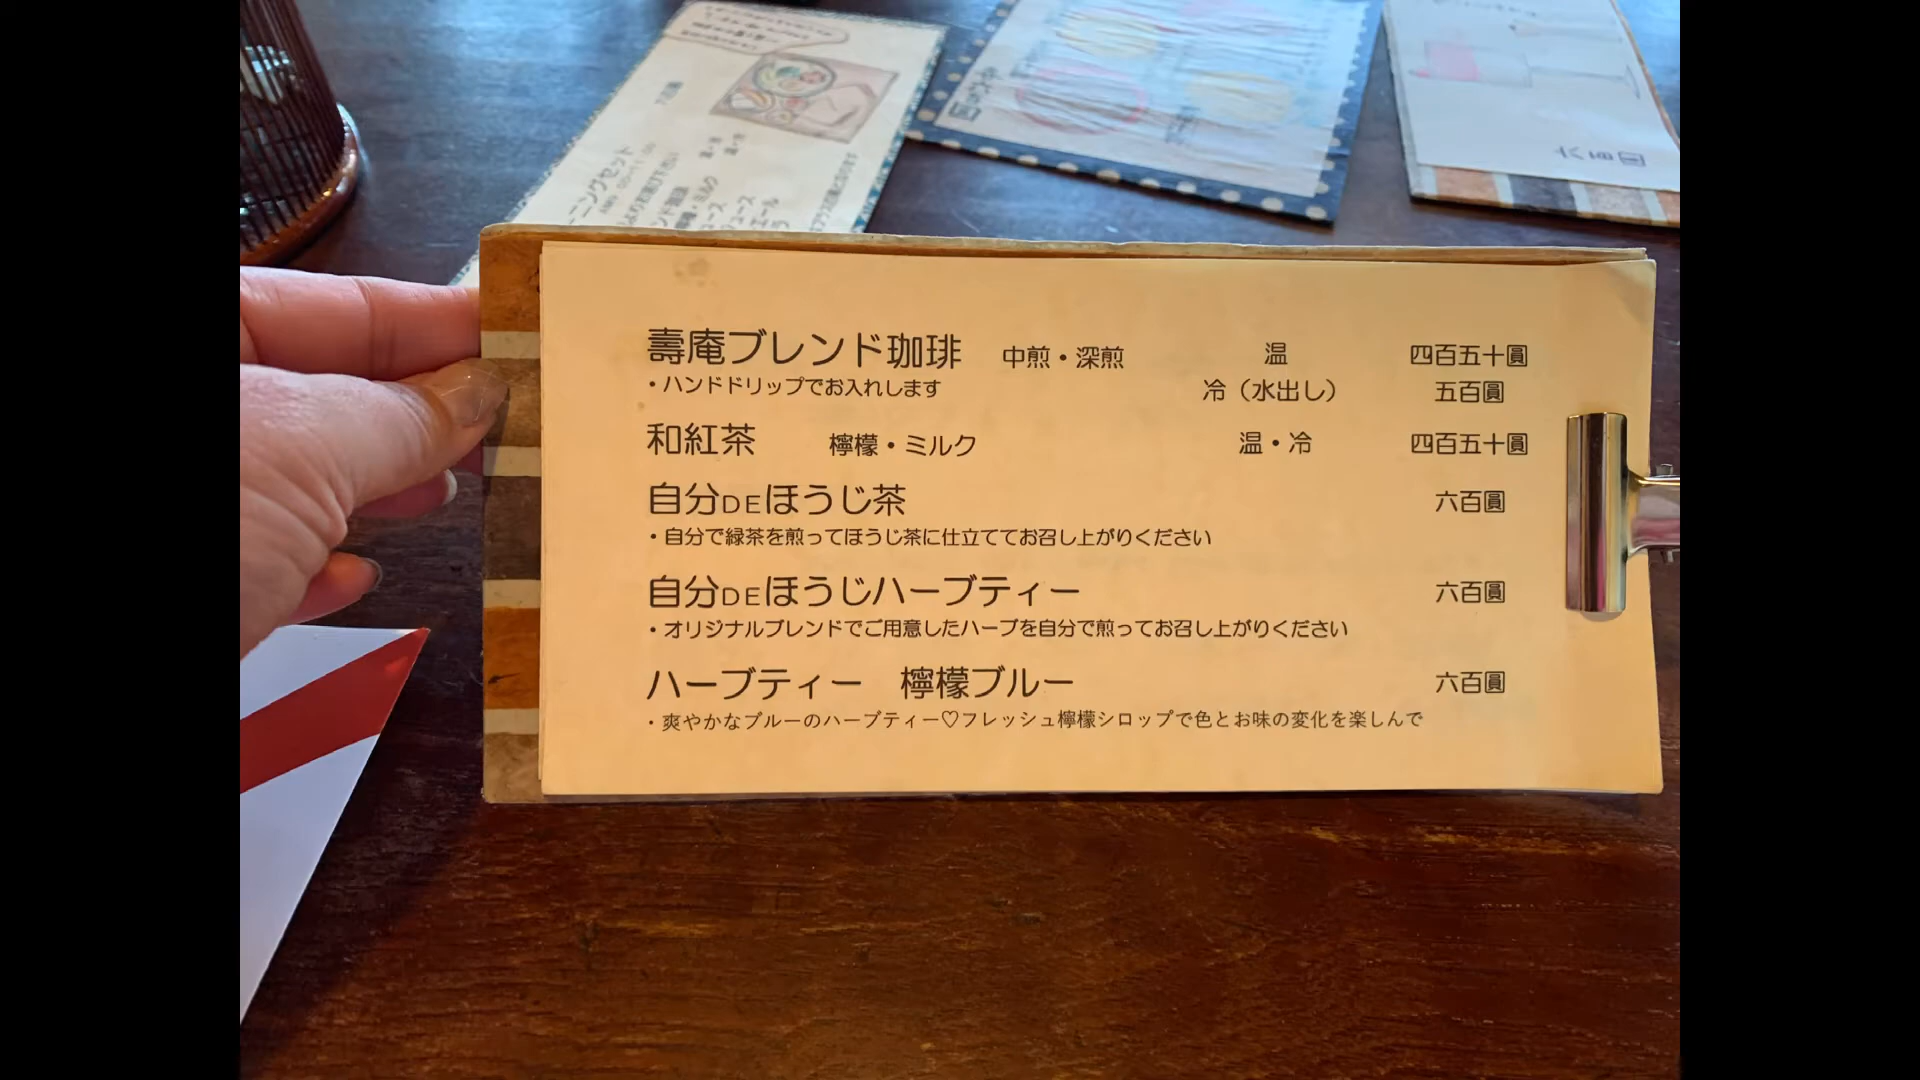 ニングセット
壽庵ブレンド珈琲 中煎・深煎 温 四百五十圓
・ハンドドリップでお入れします 冷（水出し） 五百圓
和紅茶 檸檬・ミルク 温・冷 四百五十圓
自分DEほうじ茶 六百圓
・自分で緑茶を煎ってほうじ茶に仕立ててお召し上がりください
自分DEほうじハーブティー 六百圓
・オリジナルブレンドでご用意したハーブを自分で煎ってお召し上がりください
ハーブティー 檸檬ブルー 六百圓
・爽やかなブルーのハーブティー♡フレッシュ檸檬シロップで色とお味の変化を楽しんで